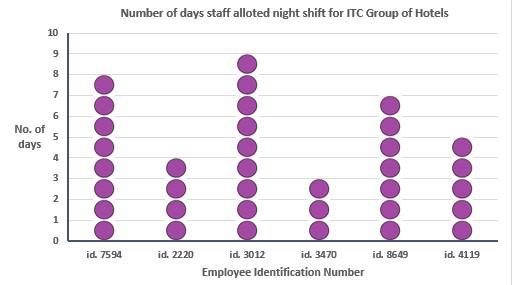 Number of days staff alloted night shift for ITC Group of Hotels
10
9
8
7
6
5
4
3
2
1
0
No. of
days
id. 7594 id. 2220 id. 3012 id. 3470 id. 8649 id. 4119
Employee Identification Number